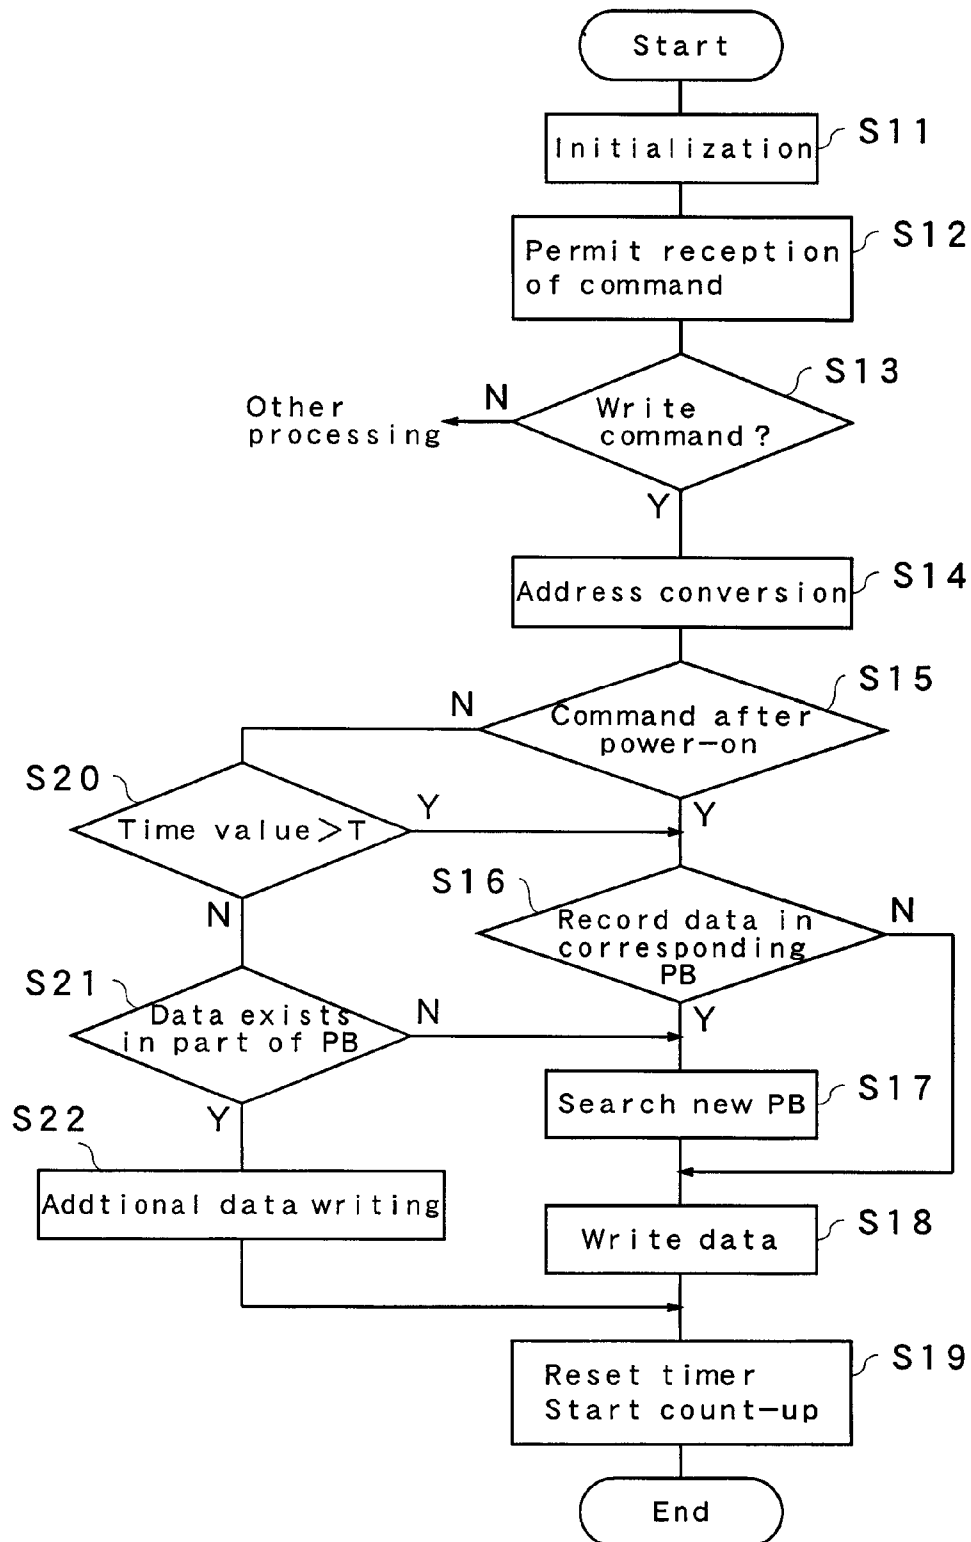 Start
S11
Initialization
S12
Permit reception
of command
S13
N
Write
command?
Other
processing
Y
S14
Address conversion
S15
N
Command after
power-on
S20
Y
Y
Time value>T
S16
N
N
Record data in
corresponding
PB
S21
N
Y
Data exists
in part of PB
S17
Search new PB
Y
S22
Addtional data writing
S18
Write data
S19
Reset timer
Start count-up
End